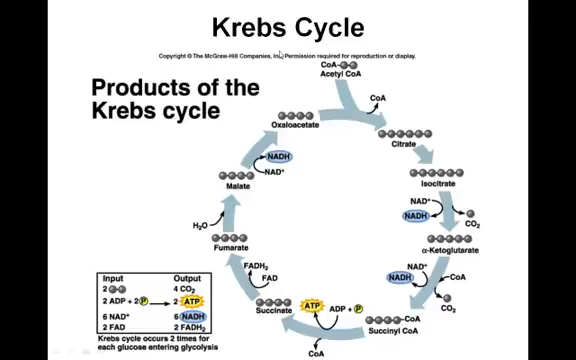 Krebs Cycle
Copyright © The McGraw-Hill Companies, Inc. Permission required for reproduction or display.
Products of the
Krebs cycle
CoA
Acetyl CoA
CoA
Oxaloacetate
Citrate
NADH
NAD+
Malate
Isocitrate
NAD+
NADH
CO2
H2O
Fumarate
α-Ketoglutarate
FADH2
FAD
NAD+
NADH
CoA
CO2
Succinate
ATP
ADP + P
CoA
Succinyl CoA
CoA
Input Output
2 4 CO2
2 ADP + 2 P 2 ATP
6 NAD+ 6 NADH
2 FAD 2 FADH2
Krebs cycle occurs 2 times for
each glucose entering glycolysis